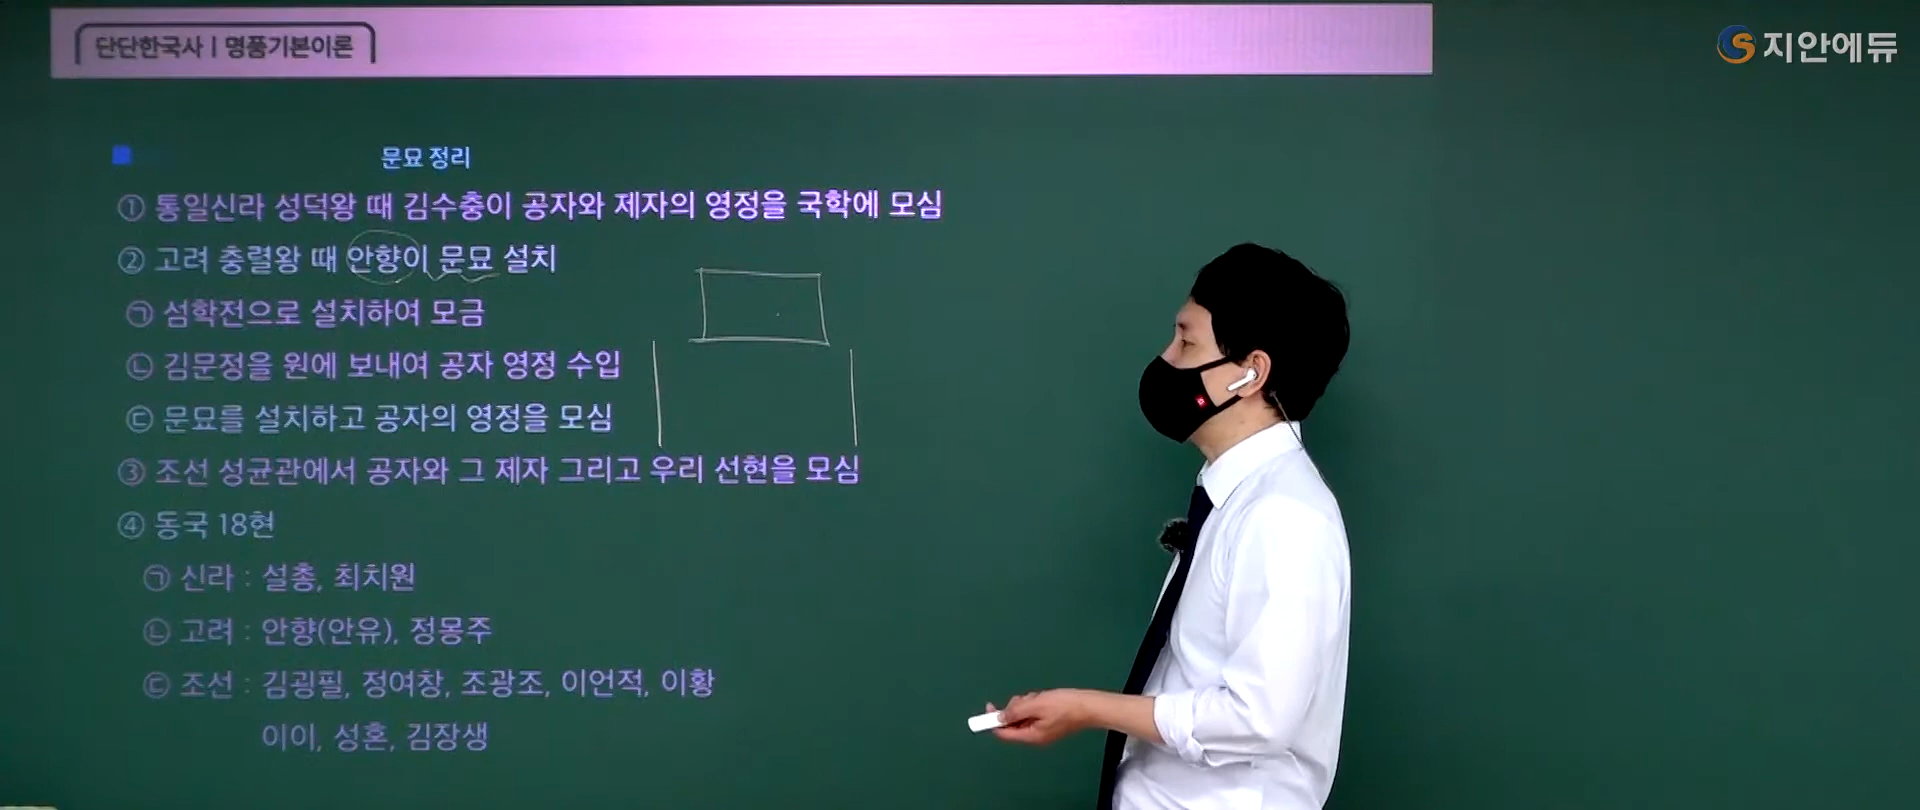 단단한국사 | 명품기본이론
지안에듀
문묘 정리
① 통일신라 성덕왕 때 김수충이 공자와 제자의 영정을 국학에 모심
② 고려 충렬왕 때 안향이 문묘 설치
㉠ 섬학전으로 설치하여 모금
㉡ 김문정을 원에 보내여 공자 영정 수입
㉢ 문묘를 설치하고 공자의 영정을 모심
③ 조선 성균관에서 공자와 그 제자 그리고 우리 선현을 모심
④ 동국 18현
㉠ 신라 : 설총, 최치원
㉡ 고려 : 안향(안유), 정몽주
㉢ 조선 : 김굉필, 정여창, 조광조, 이언적, 이황
이이, 성혼, 김장생